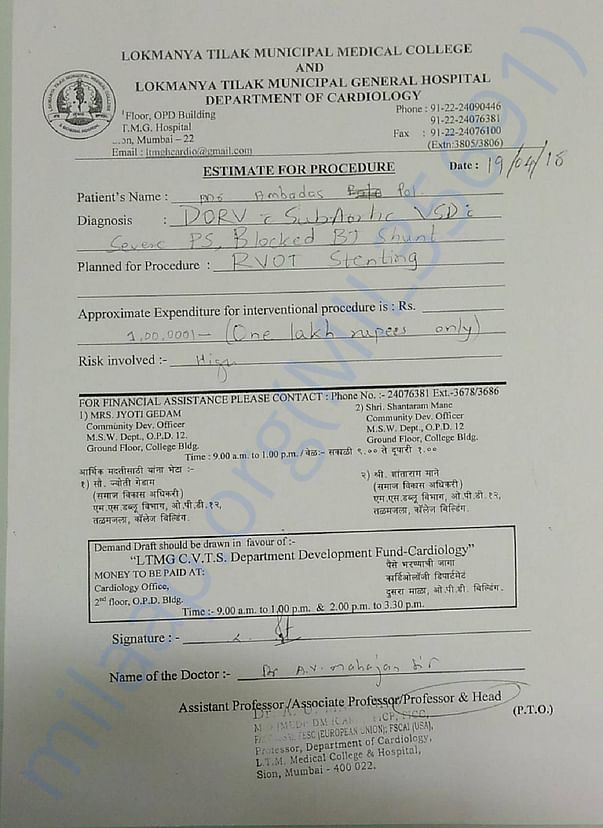 LOKMANYA TILAK MUNICIPAL MEDICAL COLLEGE
AND
LOKMANYA TILAK MUNICIPAL GENERAL HOSPITAL
DEPARTMENT OF CARDIOLOGY
Floor, OPD Building
T.M.G. Hospital
Mumbai – 22
Email : ltmghcardio@gmail.com
Phone : 91-22-24090446
91-22-24076381
Fax : 91-22-24076100
(Extn:3805/3806)
ESTIMATE FOR PROCEDURE
Date : 19/04/18
Patient's Name : Ambadas Pol
Diagnosis : DORV c SubAortic VSD c
Severe PS, Blocked BT Shunt
Planned for Procedure : RVOT Stenting
Approximate Expenditure for interventional procedure is : Rs.
1,00,000/- (One lakh rupees only)
Risk involved :- High
FOR FINANCIAL ASSISTANCE PLEASE CONTACT : Phone No. :- 24076381 Ext.-3678/3686
1) MRS. JYOTI GEDAM
Community Dev. Officer
M.S.W. Dept., O.P.D. 12.
Ground Floor, College Bldg.
2) Shri. Shantaram Mane
Community Dev. Officer
M.S.W. Dept., O.P.D. 12
Ground Floor, College Bldg.
Time : 9.00 a.m. to 1.00 p.m. / वेळ:- सकाळी ९.०० ते दुपारी १.००
आर्थिक मदतीसाठी यांना भेटा :-
१) सौ. ज्योती गेडाम
(समाज विकास अधिकरी)
एम.एस.डब्लू विभाग, ओ.पी.डी. १२,
तळमजला, कॉलेज बिल्डिंग.
२) श्री. शांताराम माने
(समाज विकास अधिकरी)
एम.एस.डब्लू विभाग, ओ.पी.डी. १२,
तळमजला, कॉलेज बिल्डिंग.
Demand Draft should be drawn in favour of :-
"LTMG C.V.T.S. Department Development Fund-Cardiology"
MONEY TO BE PAID AT:
Cardiology Office,
2nd floor, O.P.D. Bldg.
पैसे भरण्याची जागा
कार्डिओलॉजी डिपार्टमेंट
दुसरा माळा, ओ.पी.डी. बिल्डिंग.
Time :- 9.00 a.m. to 1.00 p.m. & 2.00 p.m. to 3.30 p.m.
Signature : -
Name of the Doctor :- Dr A.V. Mahajan Sir
Assistant Professor /Associate Professor/Professor & Head
(P.T.O.)
FESC (EUROPEAN UNION), FSCAI (USA),
Professor, Department of Cardiology,
L.T.M. Medical College & Hospital,
Sion, Mumbai - 400 022.